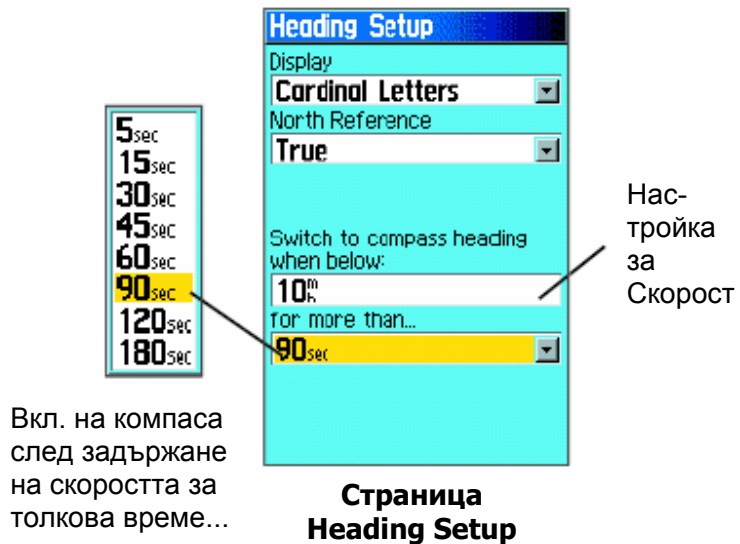 Heading Setup
Display
Cardinal Letters
North Reference
True
Switch to compass heading
when below:
10 m/h
for more than...
90sec
5sec
15sec
30sec
45sec
60sec
90sec
120sec
180sec
Нас-
тройка
за
Скорост
Вкл. на компаса
след задържане
на скоростта за
толкова време...
Страница
Heading Setup